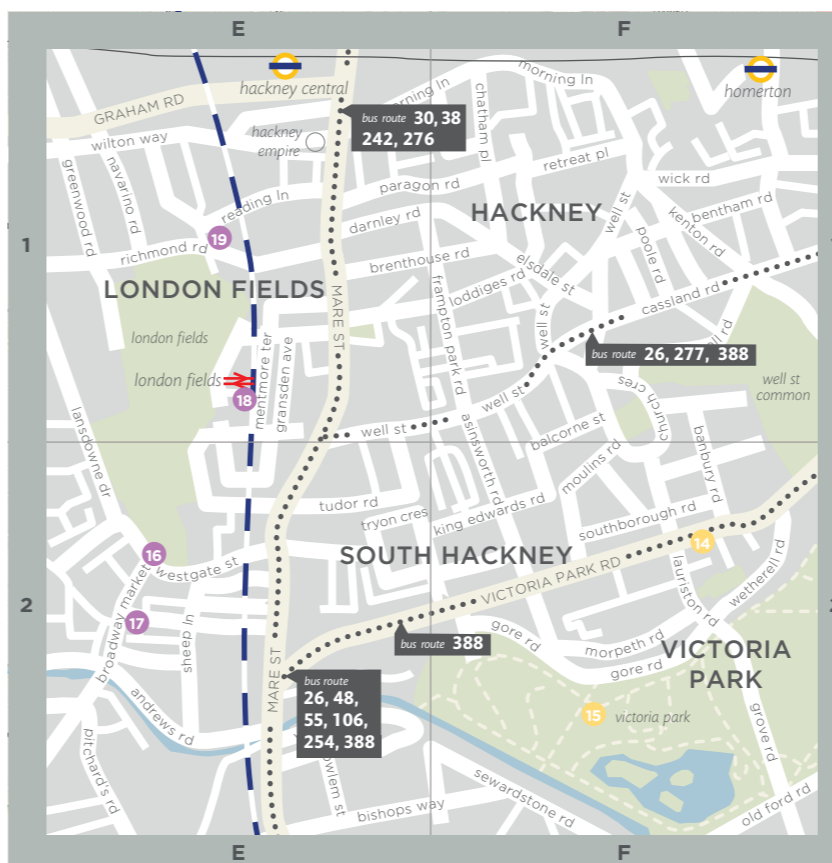 E
F
hackney central
homerton
morning ln
GRAHAM RD
wilton way
hackney
empire
bus route 30, 38
242, 276
chatham pl
retreat pl
greenwood rd
navarino rd
reading ln
paragon rd
wick rd
bentham rd
kenton rd
HACKNEY
well st
poole rd
darnley rd
1
19
richmond rd
brenthouse rd
elsdale st
loddiges rd
cassland rd
LONDON FIELDS
MARE ST
frampton park rd
well st
london fields
mentmore ter
gransden ave
bus route 26, 277, 388
london fields
18
well st
common
church cres
well st
well st
lansdowne dr
balcorne st
ainsworth rd
moulins rd
banbury rd
tudor rd
tryon cres
king edwards rd
southborough rd
SOUTH HACKNEY
14
16
westgate st
VICTORIA PARK RD
lauriston rd
wetherell rd
2
2
broadway market
17
sheep ln
bus route 388
gore rd
morpeth rd
gore rd
VICTORIA
PARK
MARE ST
bus route
26, 48,
55, 106,
254, 388
andrews rd
15
victoria park
grove rd
pitchard's rd
sewardstone rd
bishops way
old ford rd
E
F